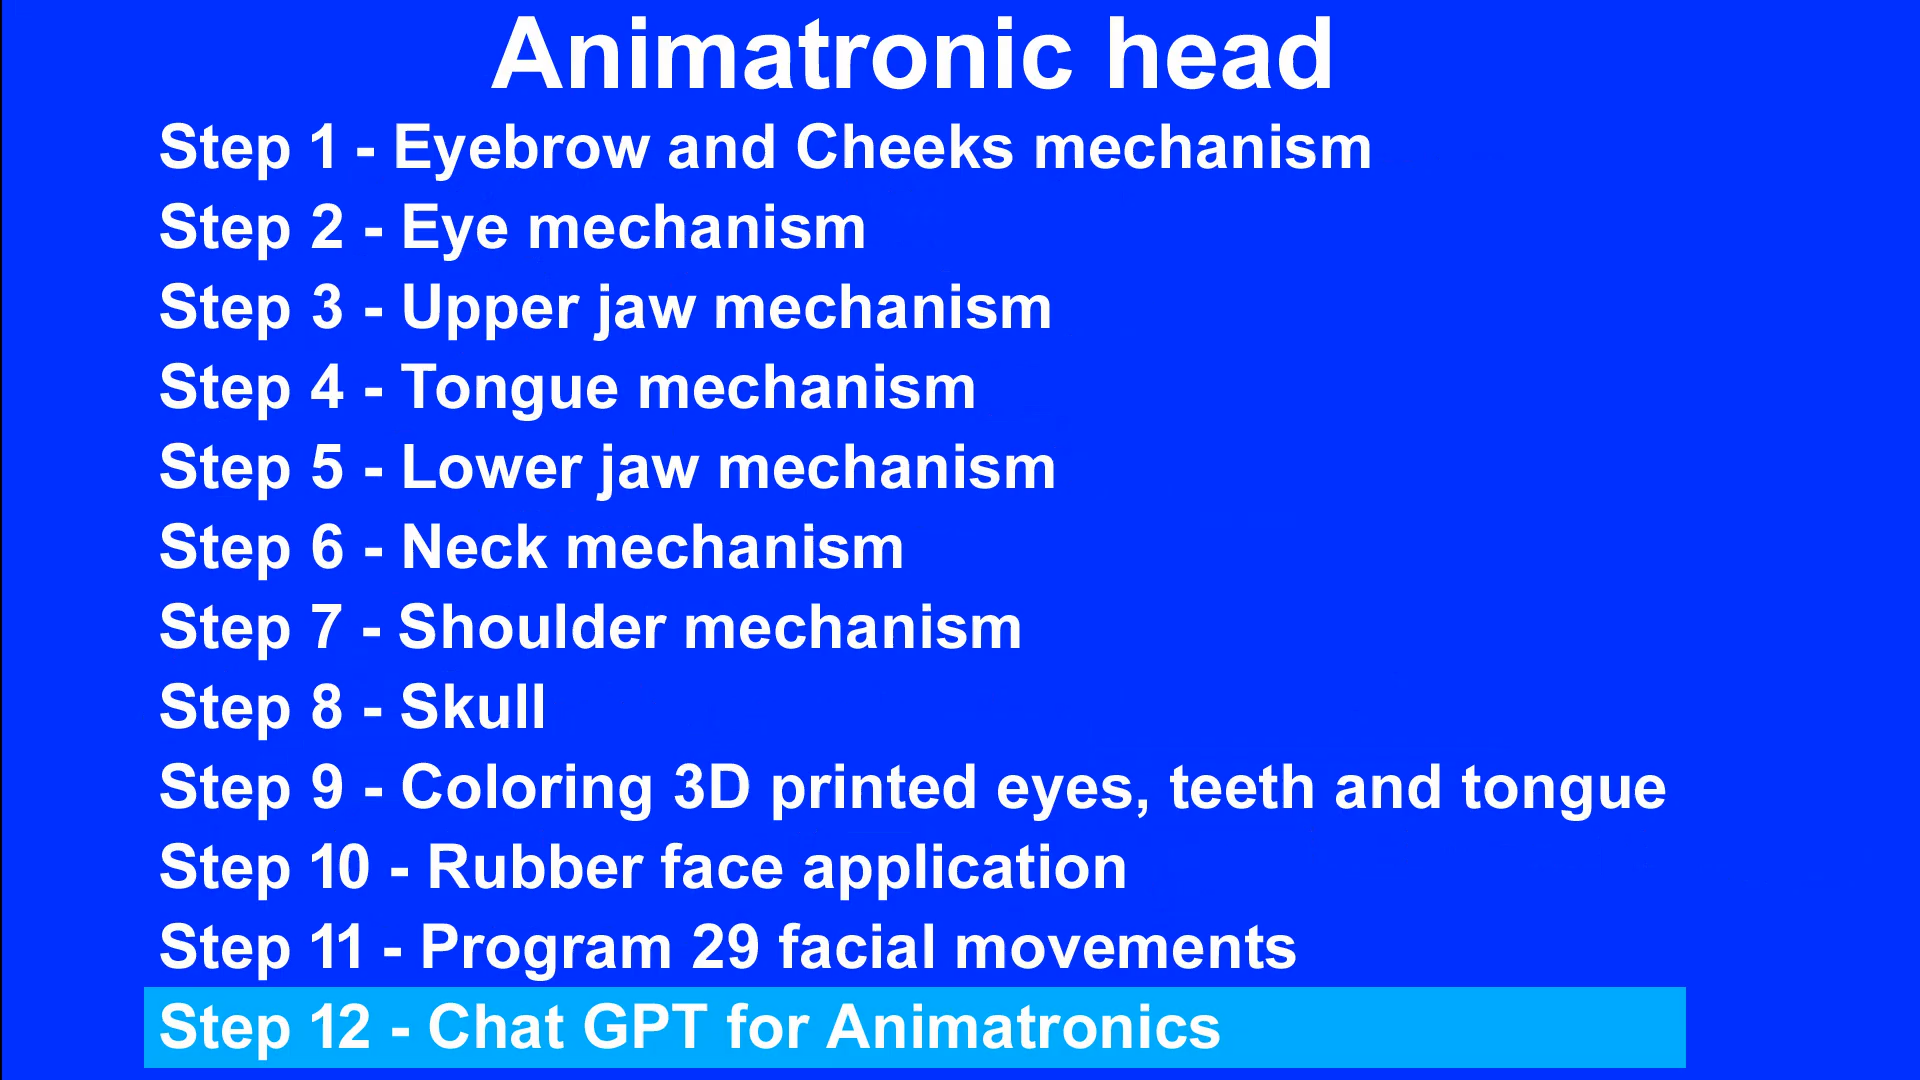 Animatronic head
Step 1 - Eyebrow and Cheeks mechanism
Step 2 - Eye mechanism
Step 3 - Upper jaw mechanism
Step 4 - Tongue mechanism
Step 5 - Lower jaw mechanism
Step 6 - Neck mechanism
Step 7 - Shoulder mechanism
Step 8 - Skull
Step 9 - Coloring 3D printed eyes, teeth and tongue
Step 10 - Rubber face application
Step 11 - Program 29 facial movements
Step 12 - Chat GPT for Animatronics